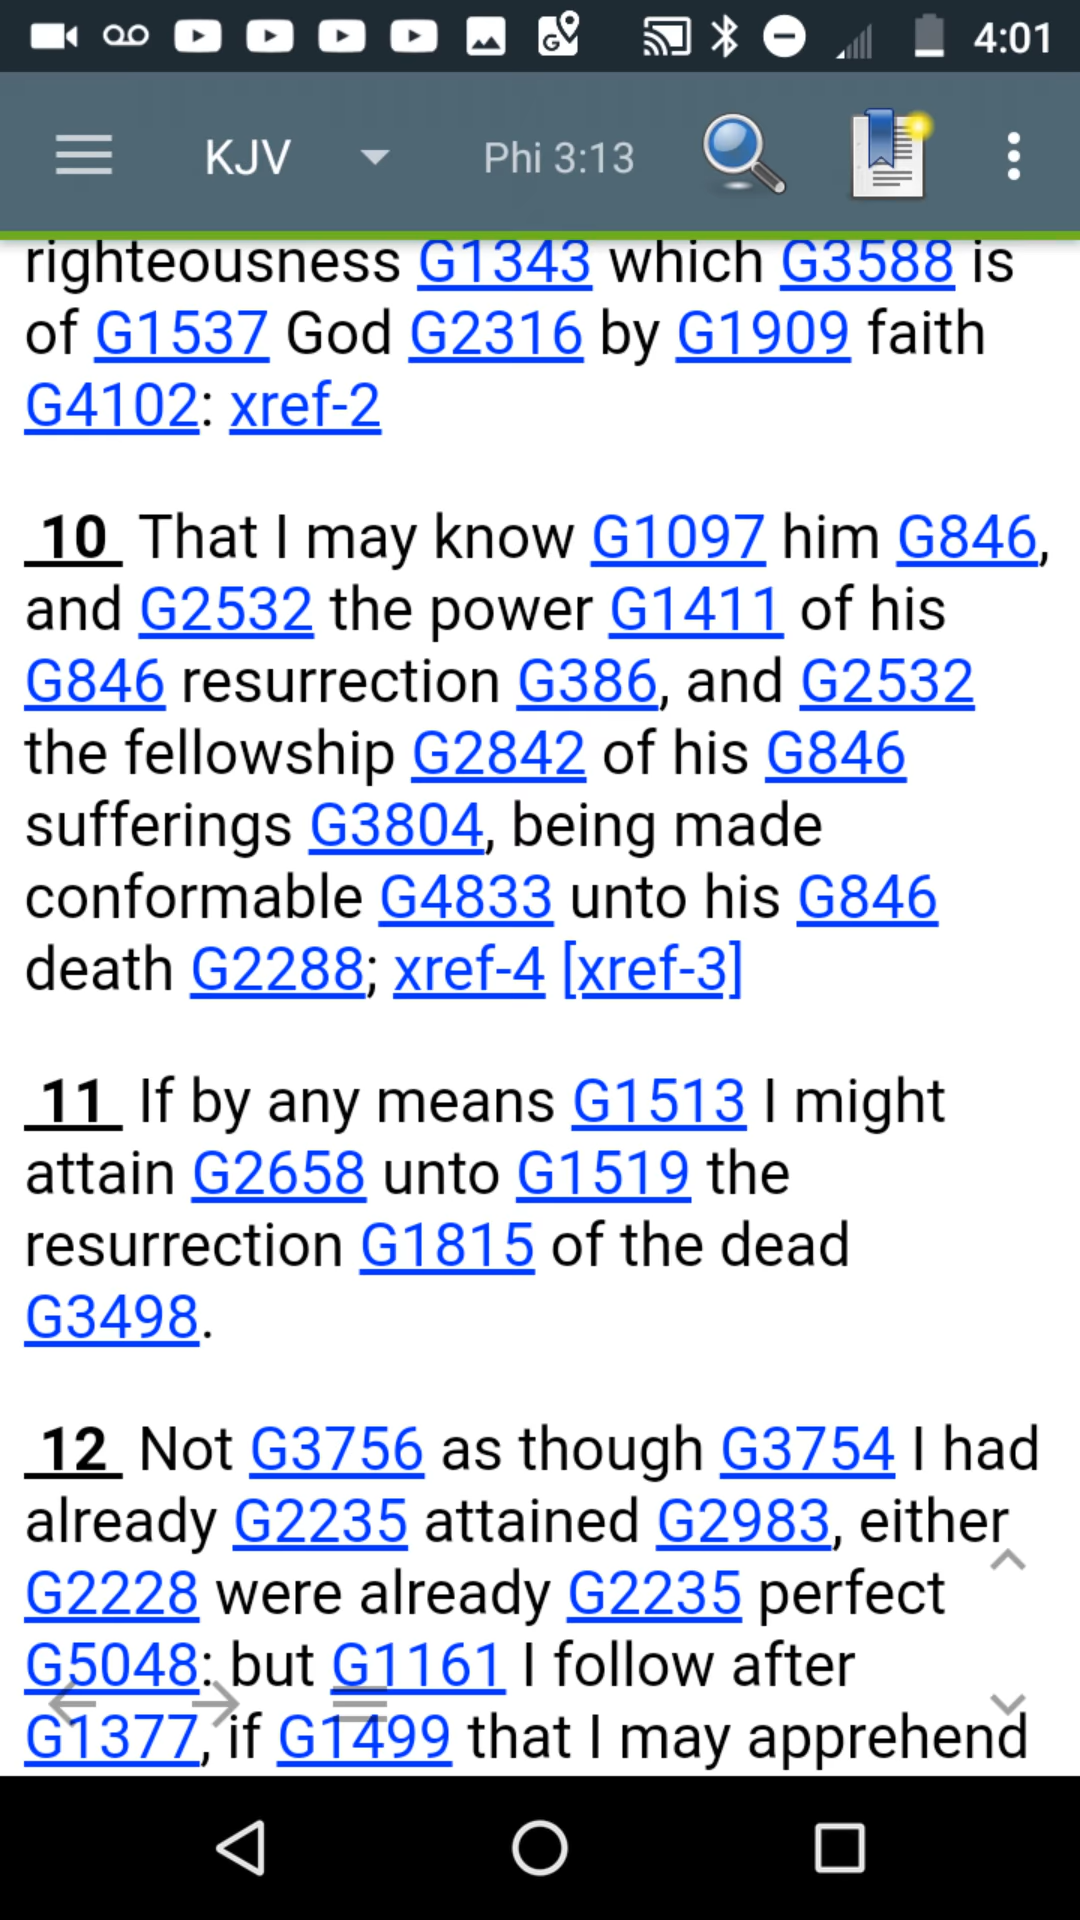 4:01
KJV Phi 3:13
righteousness G1343 which G3588 is
of G1537 God G2316 by G1909 faith
G4102: xref-2
10 That I may know G1097 him G846,
and G2532 the power G1411 of his
G846 resurrection G386, and G2532
the fellowship G2842 of his G846
sufferings G3804, being made
conformable G4833 unto his G846
death G2288; xref-4 [xref-3]
11 If by any means G1513 I might
attain G2658 unto G1519 the
resurrection G1815 of the dead
G3498.
12 Not G3756 as though G3754 I had
already G2235 attained G2983, either
G2228 were already G2235 perfect
G5048: but G1161 I follow after
G1377, if G1499 that I may apprehend